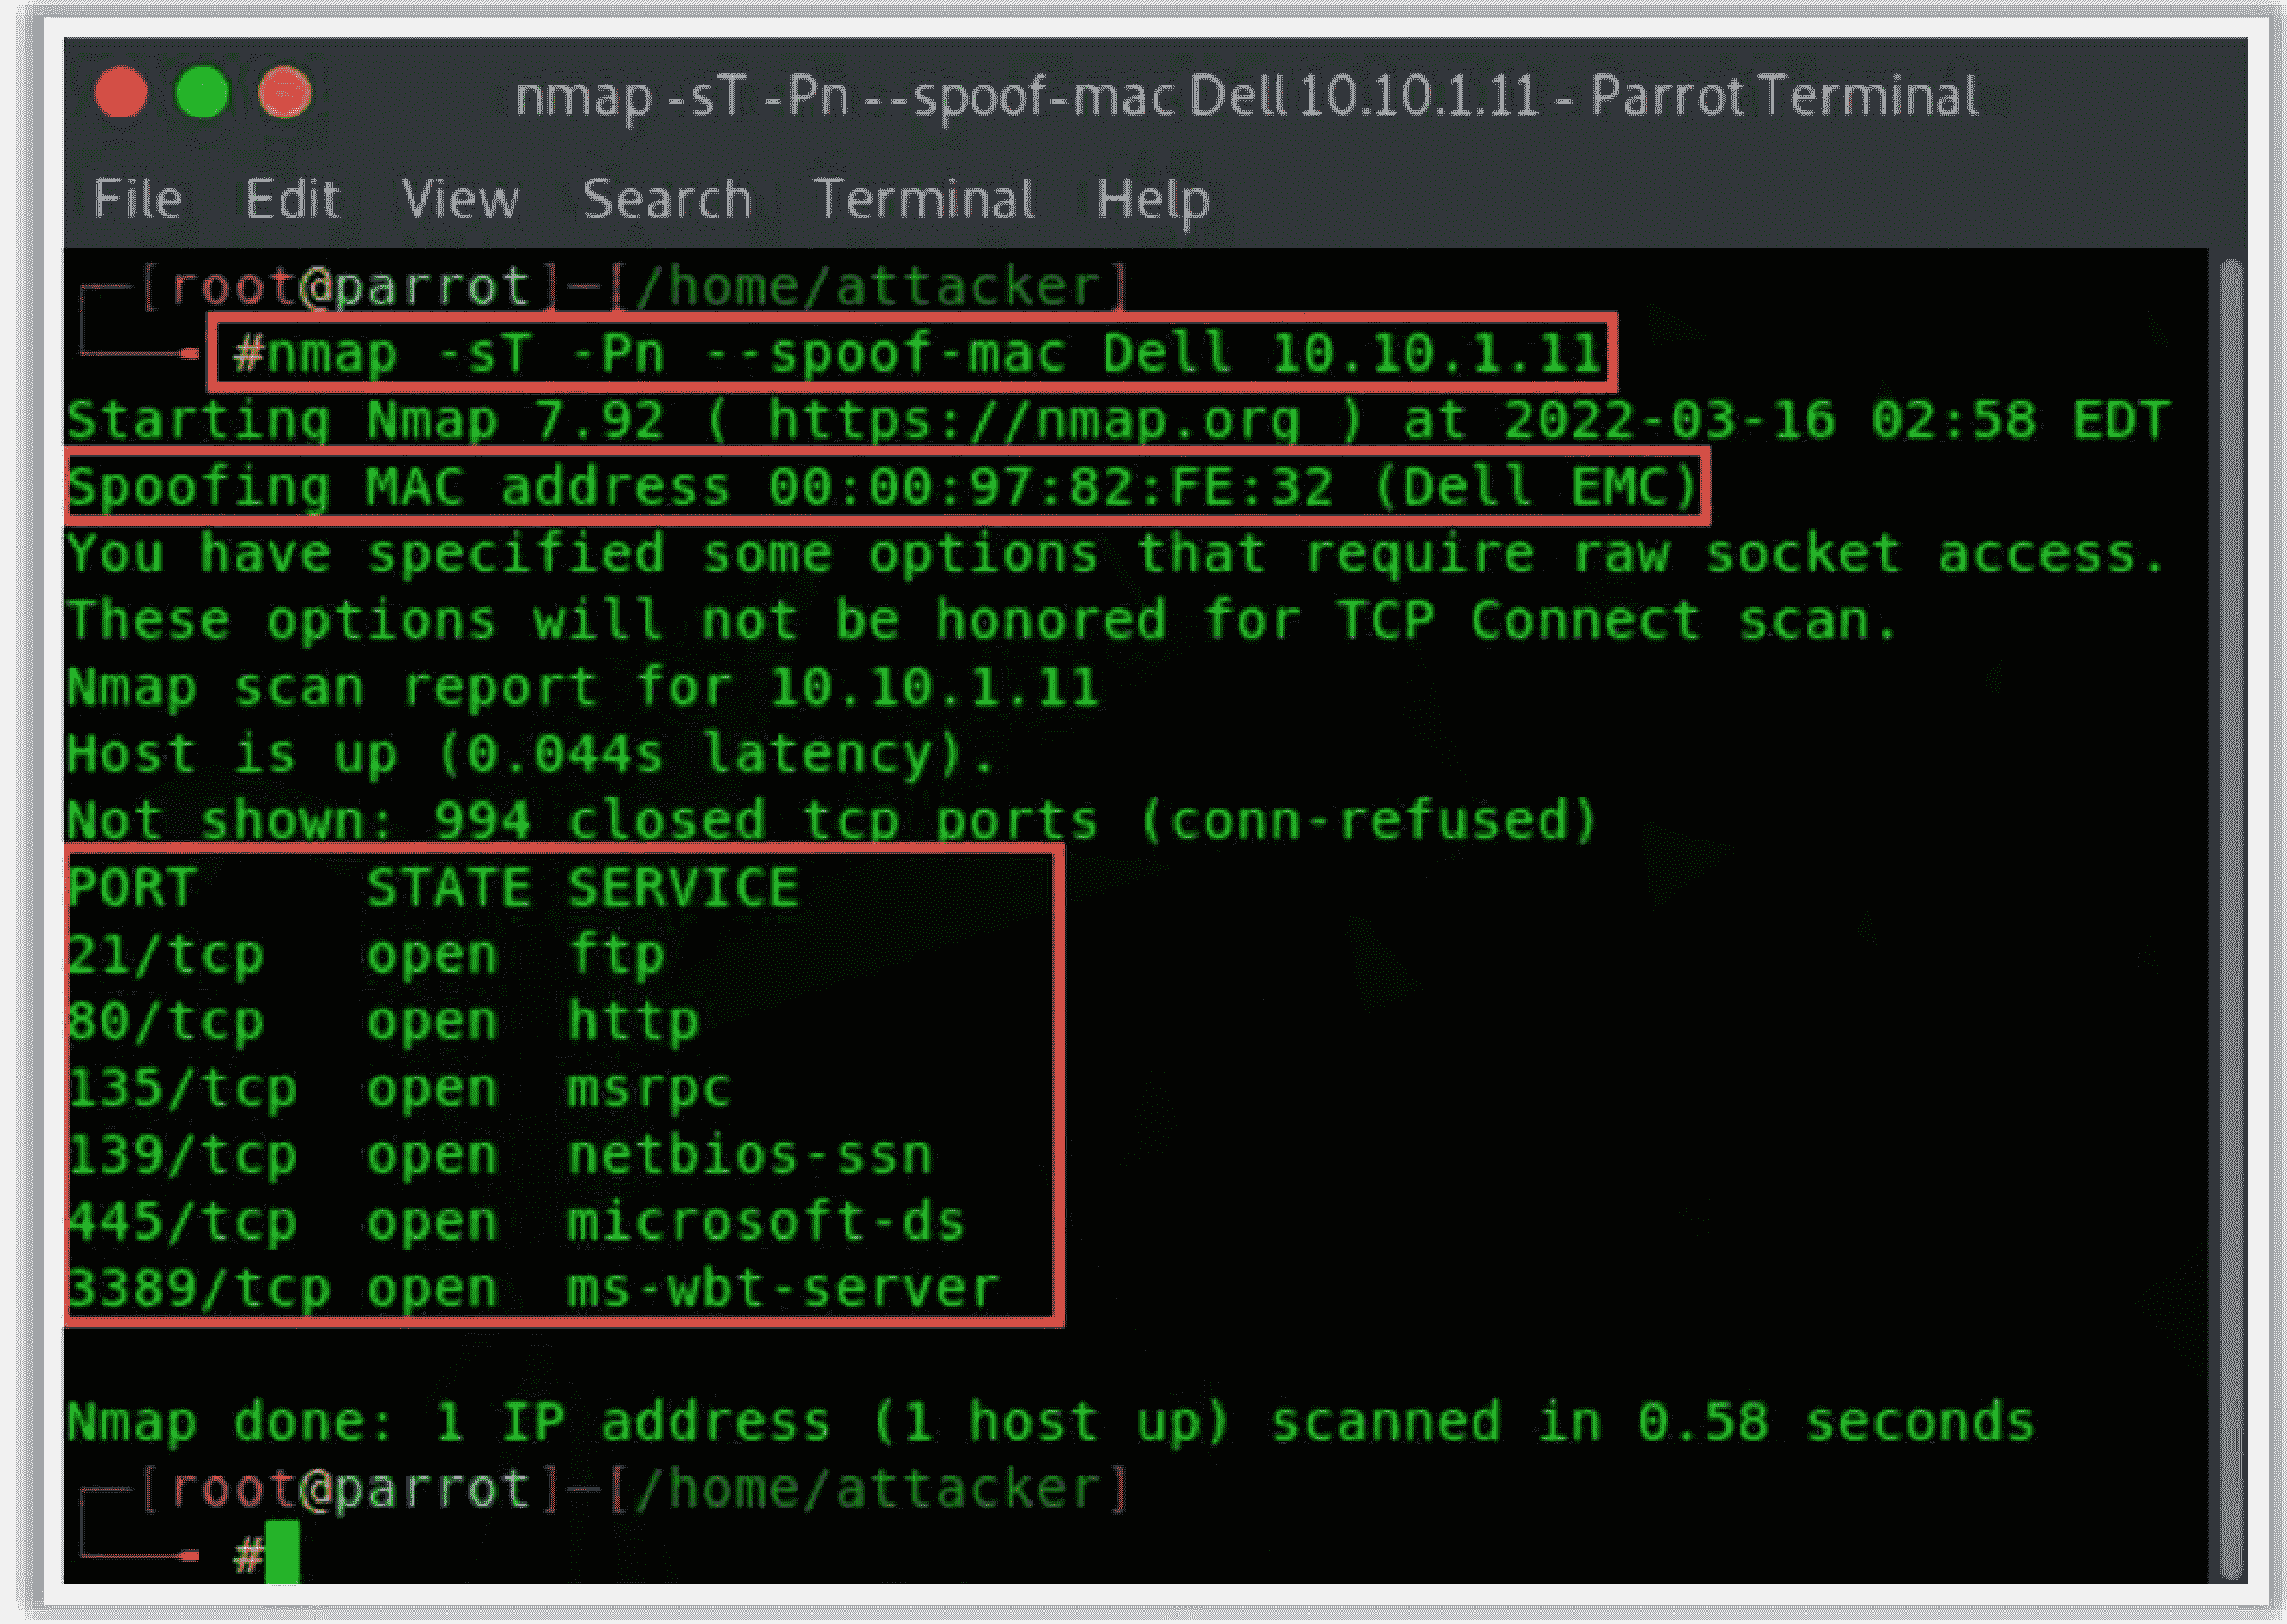 nmap -sT -Pn --spoof-mac Dell 10.10.1.11 - Parrot Terminal
File Edit View Search Terminal Help
┌─[root@parrot]─[/home/attacker]
└──╼ #nmap -sT -Pn --spoof-mac Dell 10.10.1.11
Starting Nmap 7.92 ( https://nmap.org ) at 2022-03-16 02:58 EDT
Spoofing MAC address 00:00:97:82:FE:32 (Dell EMC)
You have specified some options that require raw socket access.
These options will not be honored for TCP Connect scan.
Nmap scan report for 10.10.1.11
Host is up (0.044s latency).
Not shown: 994 closed tcp ports (conn-refused)
PORT     STATE SERVICE
21/tcp   open  ftp
80/tcp   open  http
135/tcp  open  msrpc
139/tcp  open  netbios-ssn
445/tcp  open  microsoft-ds
3389/tcp open  ms-wbt-server
Nmap done: 1 IP address (1 host up) scanned in 0.58 seconds
┌─[root@parrot]─[/home/attacker]
└──╼ #